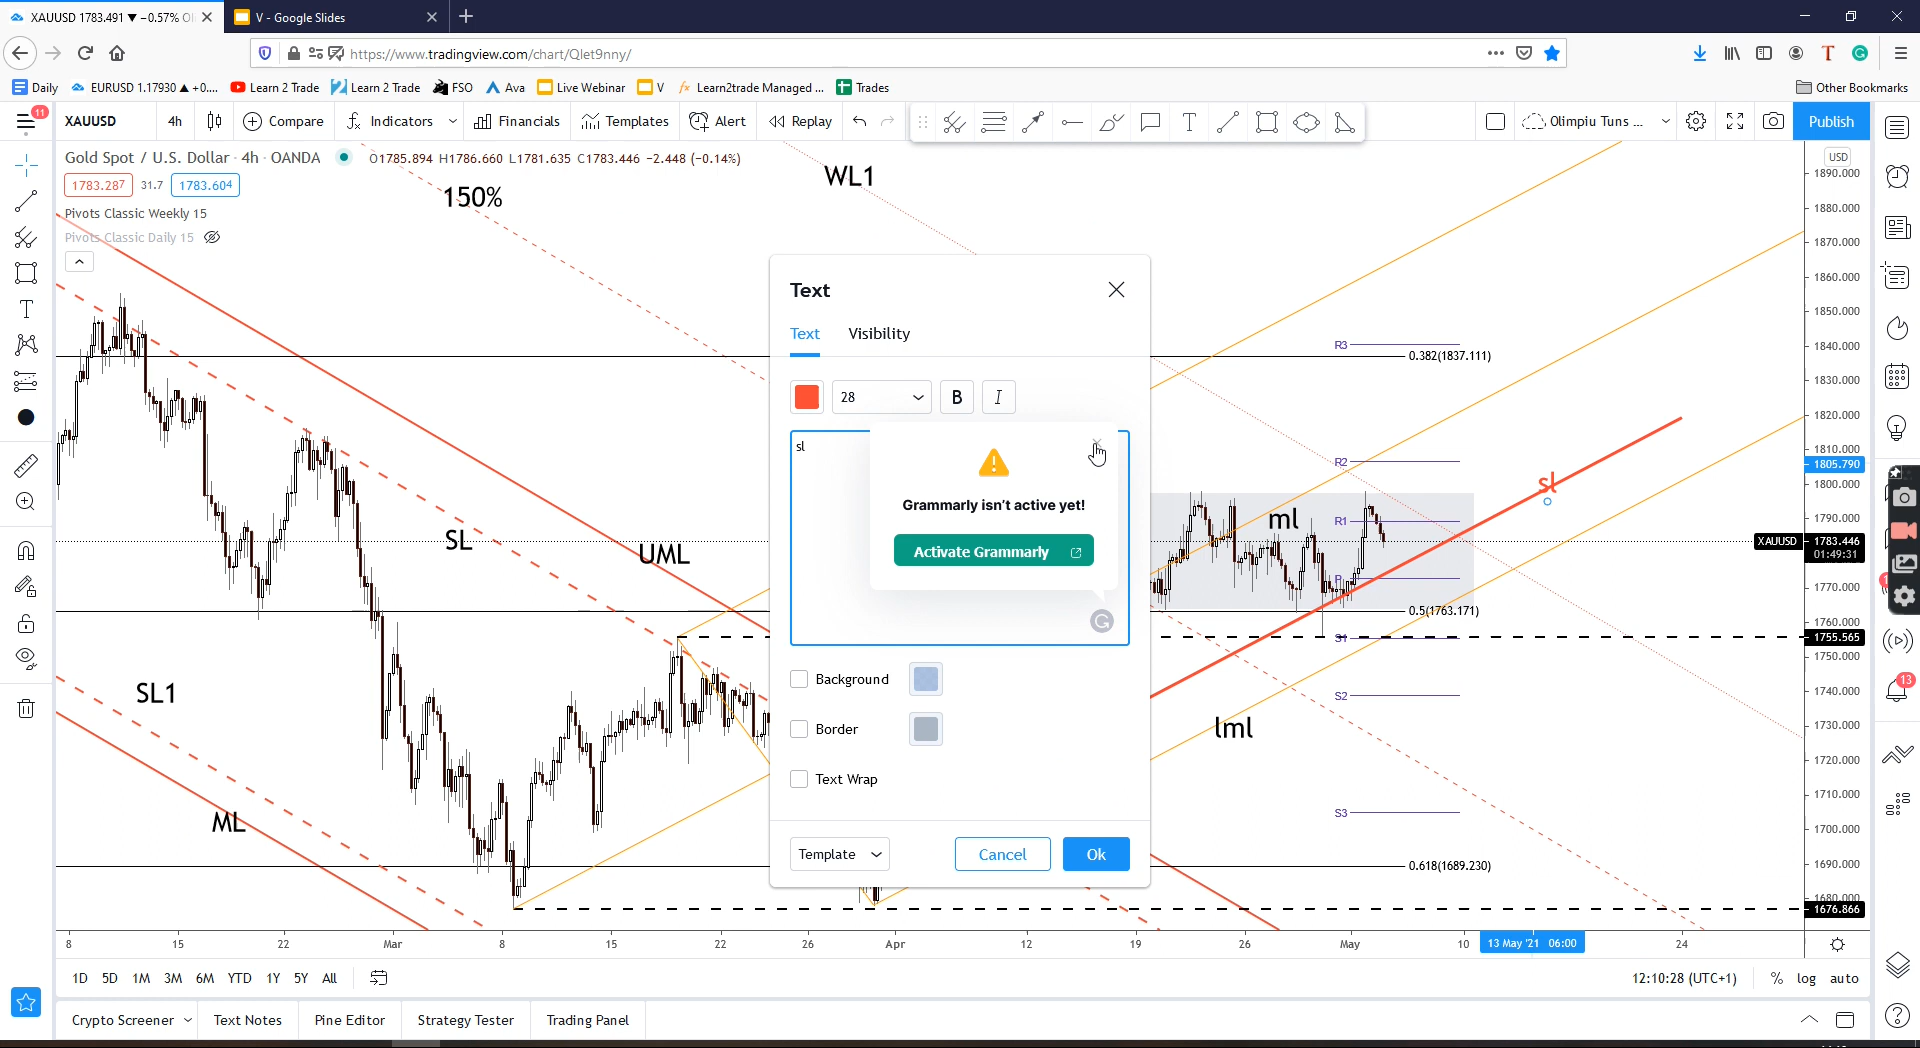 XAUUSD 1783.491 ▼ −0.57%
V - Google Slides
https://www.tradingview.com/chart/Qlet9nny/
Daily
EURUSD 1.17930 ▲ +0....
Learn 2 Trade
Learn 2 Trade
FSO
Ava
Live Webinar
V
Learn2trade Managed ...
Trades
Other Bookmarks
11
XAUUSD
4h
Compare
Indicators
Financials
Templates
Alert
Replay
Olimpiu Tuns ...
Publish
Gold Spot / U.S. Dollar · 4h · OANDA
O1785.894 H1786.660 L1781.635 C1783.446 −2.448 (−0.14%)
1783.287
31.7
1783.604
Pivots Classic Weekly 15
Pivots Classic Daily 15
150%
WL1
SL
UML
SL1
ML
ml
sl
lml
R3
R2
R1
P
S1
S2
S3
0.382(1837.111)
0.5(1763.171)
0.618(1689.230)
Text
Text
Visibility
28
B
I
sl
Grammarly isn't active yet!
Activate Grammarly
Background
Border
Text Wrap
Template
Cancel
Ok
USD
1890.000
1880.000
1870.000
1860.000
1850.000
1840.000
1830.000
1820.000
1810.000
1805.790
1800.000
1790.000
XAUUSD
1783.446
01:49:31
1770.000
1760.000
1755.565
1750.000
1740.000
1730.000
1720.000
1710.000
1700.000
1690.000
1680.000
1676.866
13
8
15
22
Mar
8
15
22
26
Apr
12
19
26
May
10
13 May '21 06:00
24
1D
5D
1M
3M
6M
YTD
1Y
5Y
All
12:10:28 (UTC+1)
%
log
auto
Crypto Screener
Text Notes
Pine Editor
Strategy Tester
Trading Panel